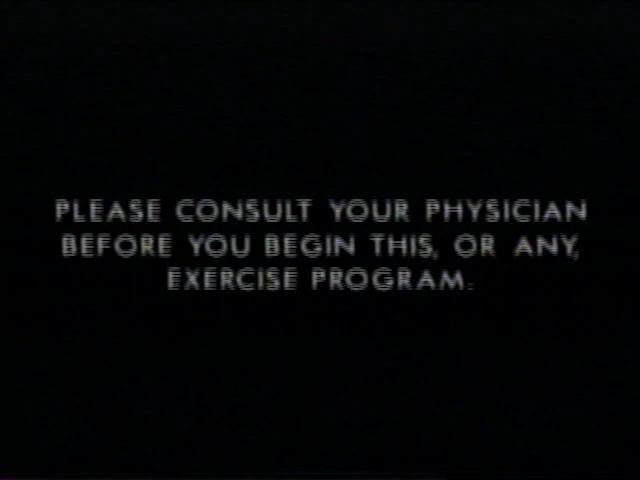 PLEASE CONSULT YOUR PHYSICIAN
BEFORE YOU BEGIN THIS, OR ANY,
EXERCISE PROGRAM.